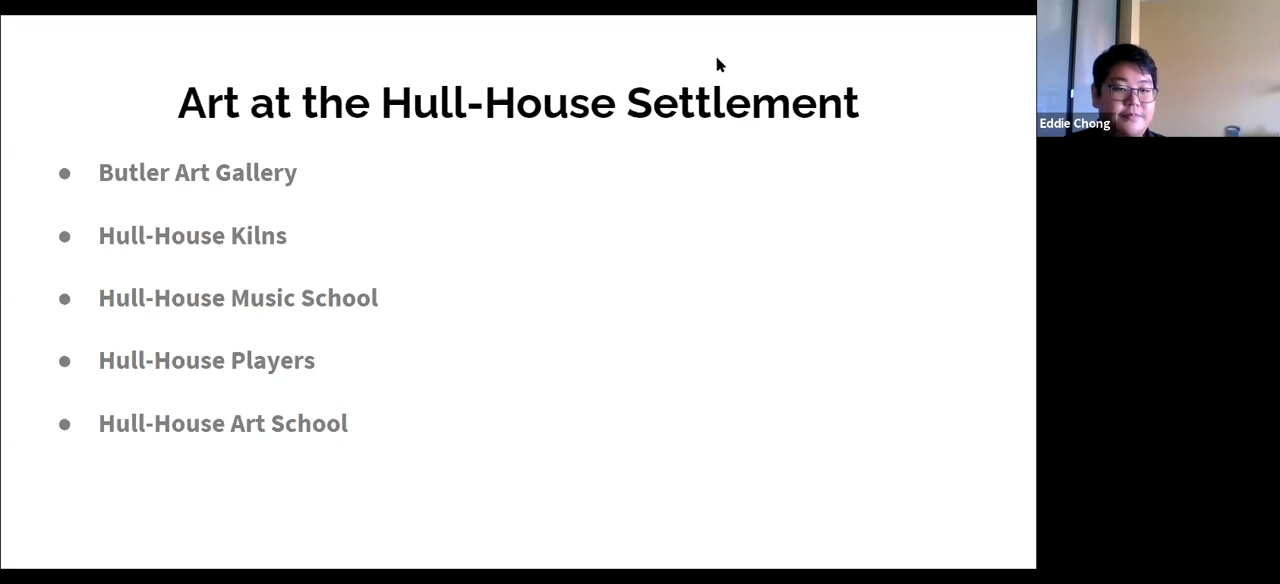 Art at the Hull-House Settlement
● Butler Art Gallery
● Hull-House Kilns
● Hull-House Music School
● Hull-House Players
● Hull-House Art School
Eddie Chong